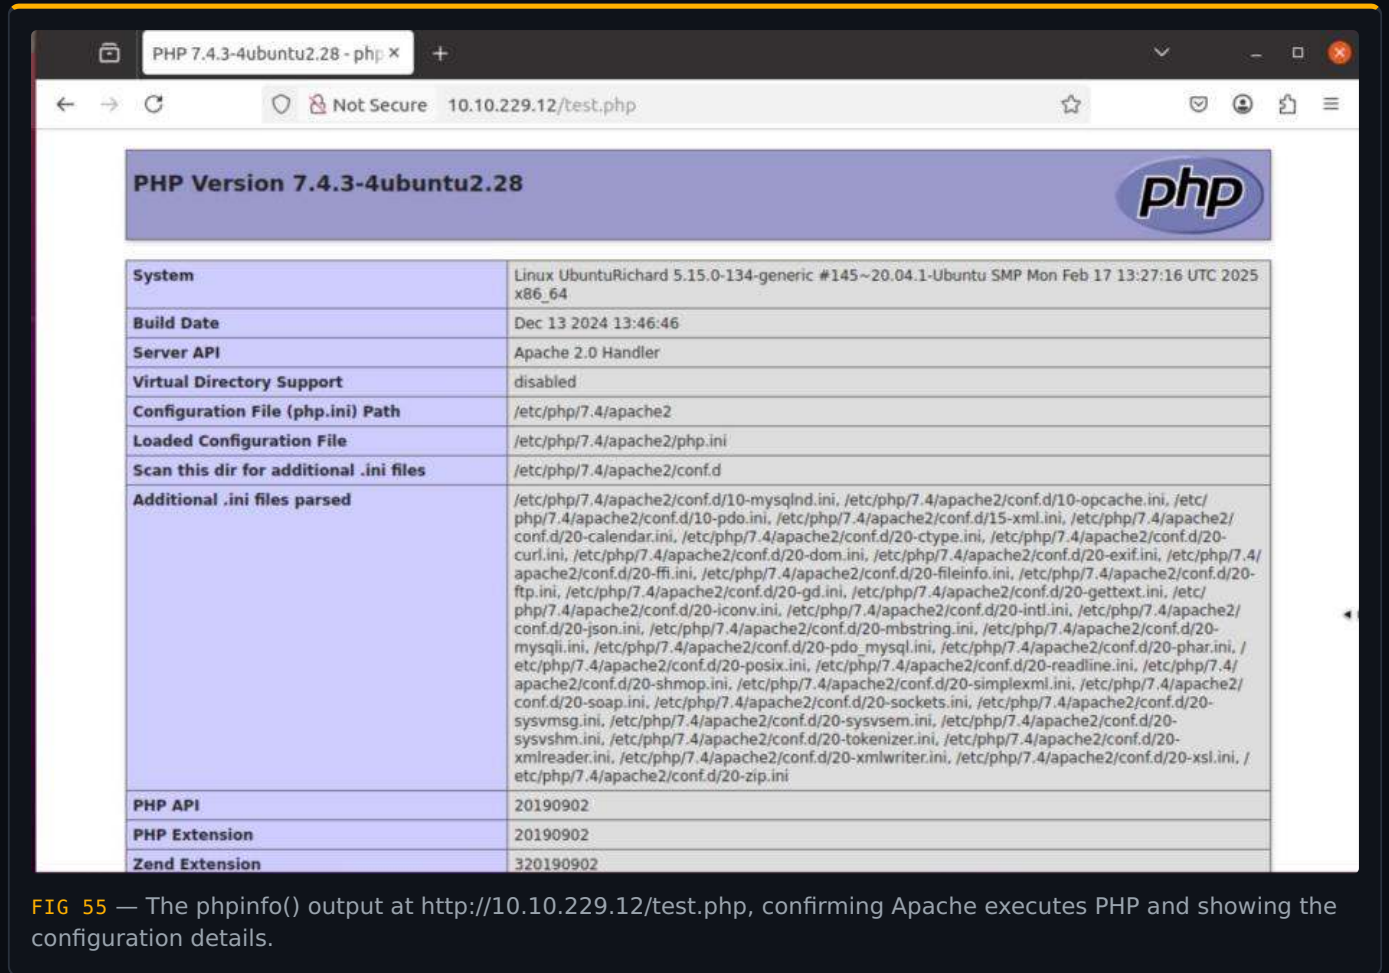 PHP 7.4.3-4ubuntu2.28 - php
Not Secure 10.10.229.12/test.php
PHP Version 7.4.3-4ubuntu2.28
php
System
Linux UbuntuRichard 5.15.0-134-generic #145~20.04.1-Ubuntu SMP Mon Feb 17 13:27:16 UTC 2025
x86_64
Build Date
Dec 13 2024 13:46:46
Server API
Apache 2.0 Handler
Virtual Directory Support
disabled
Configuration File (php.ini) Path
/etc/php/7.4/apache2
Loaded Configuration File
/etc/php/7.4/apache2/php.ini
Scan this dir for additional .ini files
/etc/php/7.4/apache2/conf.d
Additional .ini files parsed
/etc/php/7.4/apache2/conf.d/10-mysqlnd.ini, /etc/php/7.4/apache2/conf.d/10-opcache.ini, /etc/
php/7.4/apache2/conf.d/10-pdo.ini, /etc/php/7.4/apache2/conf.d/15-xml.ini, /etc/php/7.4/apache2/
conf.d/20-calendar.ini, /etc/php/7.4/apache2/conf.d/20-ctype.ini, /etc/php/7.4/apache2/conf.d/20-
curl.ini, /etc/php/7.4/apache2/conf.d/20-dom.ini, /etc/php/7.4/apache2/conf.d/20-exif.ini, /etc/php/7.4/
apache2/conf.d/20-ffi.ini, /etc/php/7.4/apache2/conf.d/20-fileinfo.ini, /etc/php/7.4/apache2/conf.d/20-
ftp.ini, /etc/php/7.4/apache2/conf.d/20-gd.ini, /etc/php/7.4/apache2/conf.d/20-gettext.ini, /etc/
php/7.4/apache2/conf.d/20-iconv.ini, /etc/php/7.4/apache2/conf.d/20-intl.ini, /etc/php/7.4/apache2/
conf.d/20-json.ini, /etc/php/7.4/apache2/conf.d/20-mbstring.ini, /etc/php/7.4/apache2/conf.d/20-
mysqli.ini, /etc/php/7.4/apache2/conf.d/20-pdo_mysql.ini, /etc/php/7.4/apache2/conf.d/20-phar.ini, /
etc/php/7.4/apache2/conf.d/20-posix.ini, /etc/php/7.4/apache2/conf.d/20-readline.ini, /etc/php/7.4/
apache2/conf.d/20-shmop.ini, /etc/php/7.4/apache2/conf.d/20-simplexml.ini, /etc/php/7.4/apache2/
conf.d/20-soap.ini, /etc/php/7.4/apache2/conf.d/20-sockets.ini, /etc/php/7.4/apache2/conf.d/20-
sysvmsg.ini, /etc/php/7.4/apache2/conf.d/20-sysvsem.ini, /etc/php/7.4/apache2/conf.d/20-
sysvshm.ini, /etc/php/7.4/apache2/conf.d/20-tokenizer.ini, /etc/php/7.4/apache2/conf.d/20-
xmlreader.ini, /etc/php/7.4/apache2/conf.d/20-xmlwriter.ini, /etc/php/7.4/apache2/conf.d/20-xsl.ini, /
etc/php/7.4/apache2/conf.d/20-zip.ini
PHP API
20190902
PHP Extension
20190902
Zend Extension
320190902
FIG 55 — The phpinfo() output at http://10.10.229.12/test.php, confirming Apache executes PHP and showing the
configuration details.